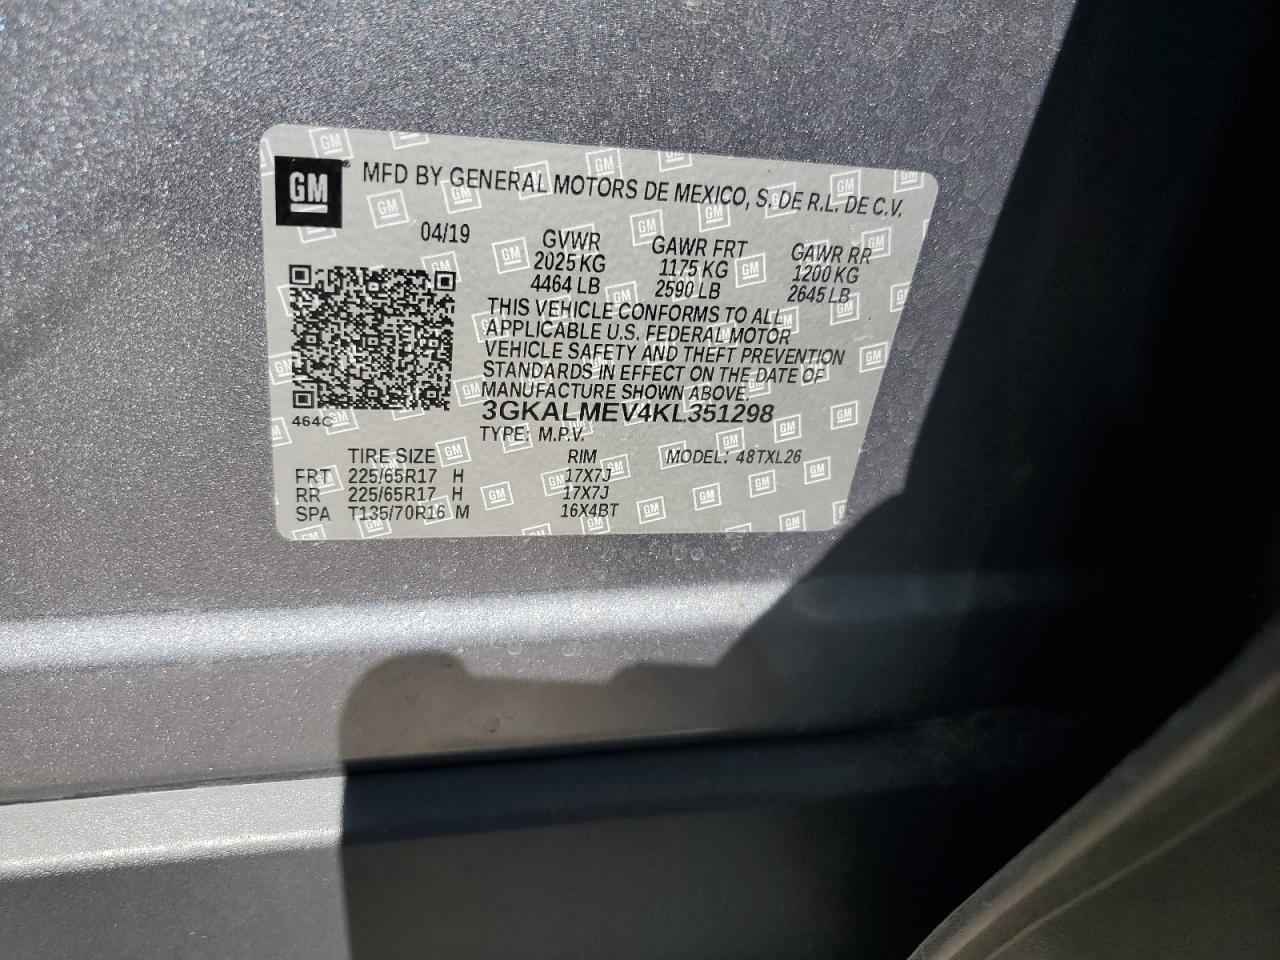 GM MFD BY GENERAL MOTORS DE MEXICO, S. DE R.L. DE C.V.
04/19 GVWR GAWR FRT GAWR RR
2025 KG 1175 KG 1200 KG
4464 LB 2590 LB 2645 LB
THIS VEHICLE CONFORMS TO ALL
APPLICABLE U.S. FEDERAL MOTOR
VEHICLE SAFETY AND THEFT PREVENTION
STANDARDS IN EFFECT ON THE DATE OF
MANUFACTURE SHOWN ABOVE.
464C 3GKALMEV4KL351298
TYPE: M.P.V.
TIRE SIZE RIM MODEL: 48TXL26
FRT 225/65R17 H 17X7J
RR 225/65R17 H 17X7J
SPA T135/70R16 M 16X4BT